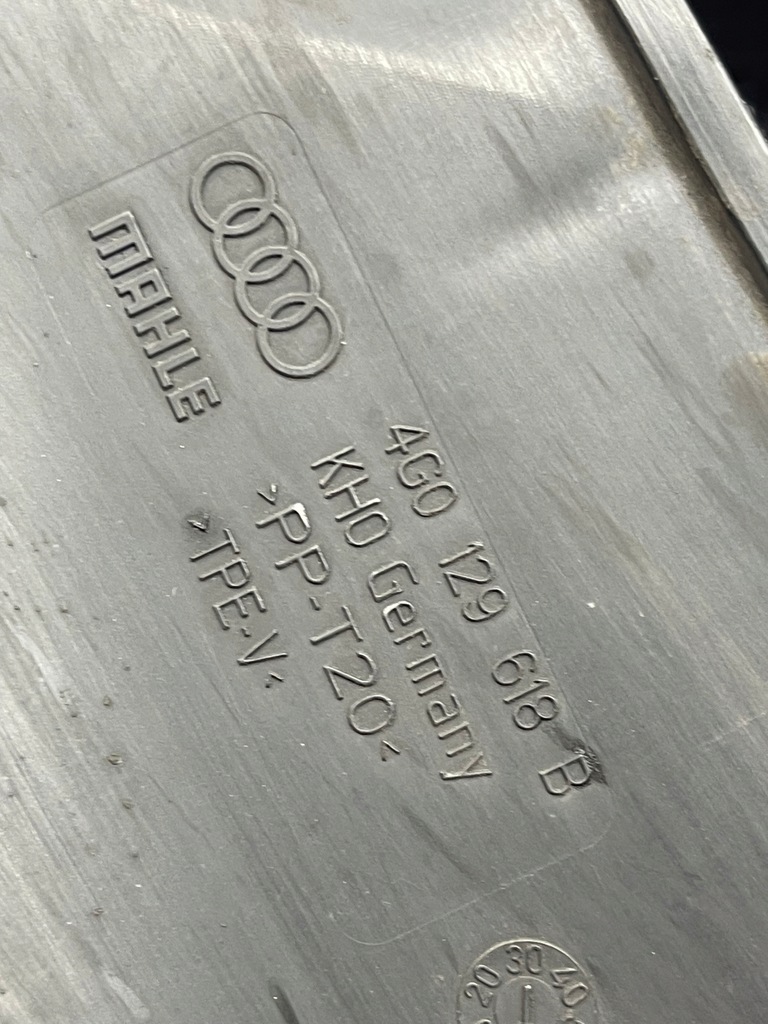 MAHLE
4G0 129 618 B
KHO Germany
>PP-T20<
>TPE-V<
20 30 40